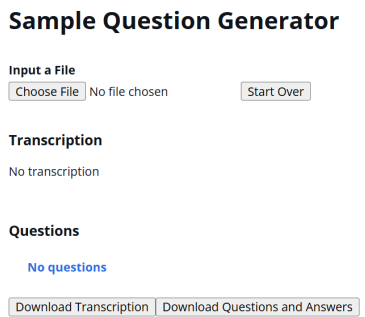 Sample Question Generator
Input a File
Choose File No file chosen Start Over
Transcription
No transcription
Questions
No questions
Download Transcription Download Questions and Answers